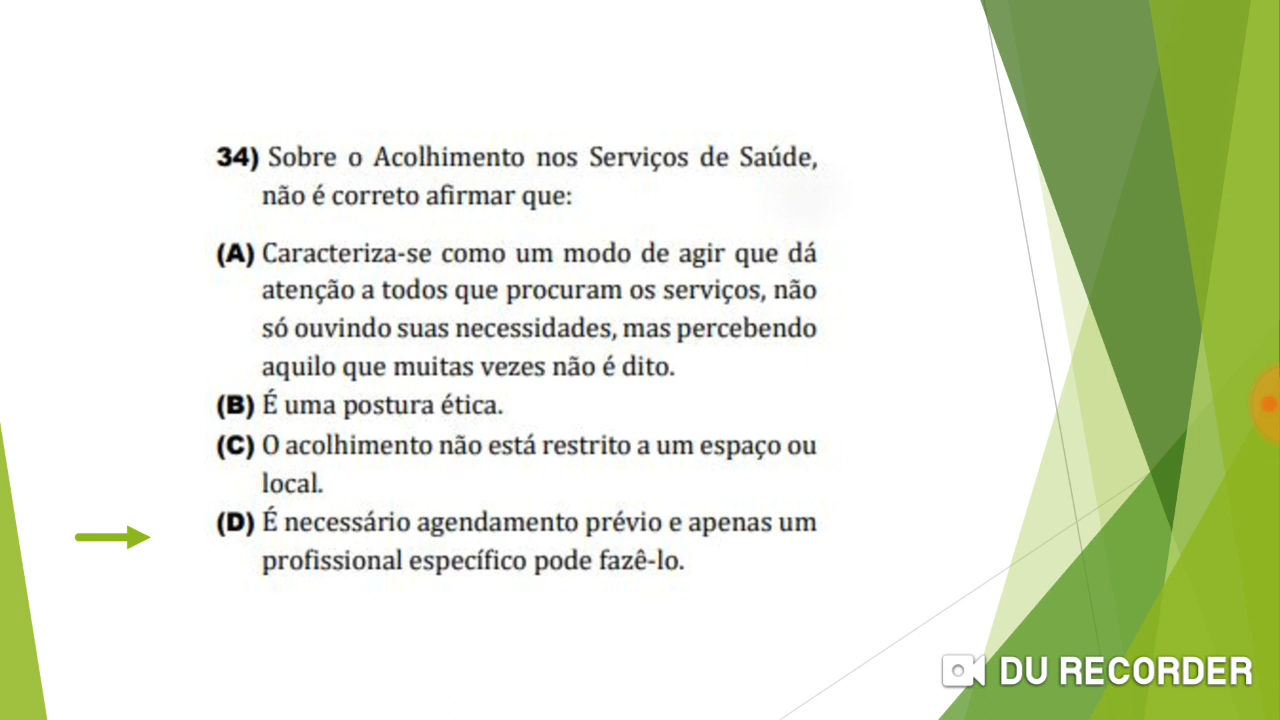 34) Sobre o Acolhimento nos Serviços de Saúde,
não é correto afirmar que:
(A) Caracteriza-se como um modo de agir que dá
atenção a todos que procuram os serviços, não
só ouvindo suas necessidades, mas percebendo
aquilo que muitas vezes não é dito.
(B) É uma postura ética.
(C) O acolhimento não está restrito a um espaço ou
local.
(D) É necessário agendamento prévio e apenas um
profissional específico pode fazê-lo.
DU RECORDER